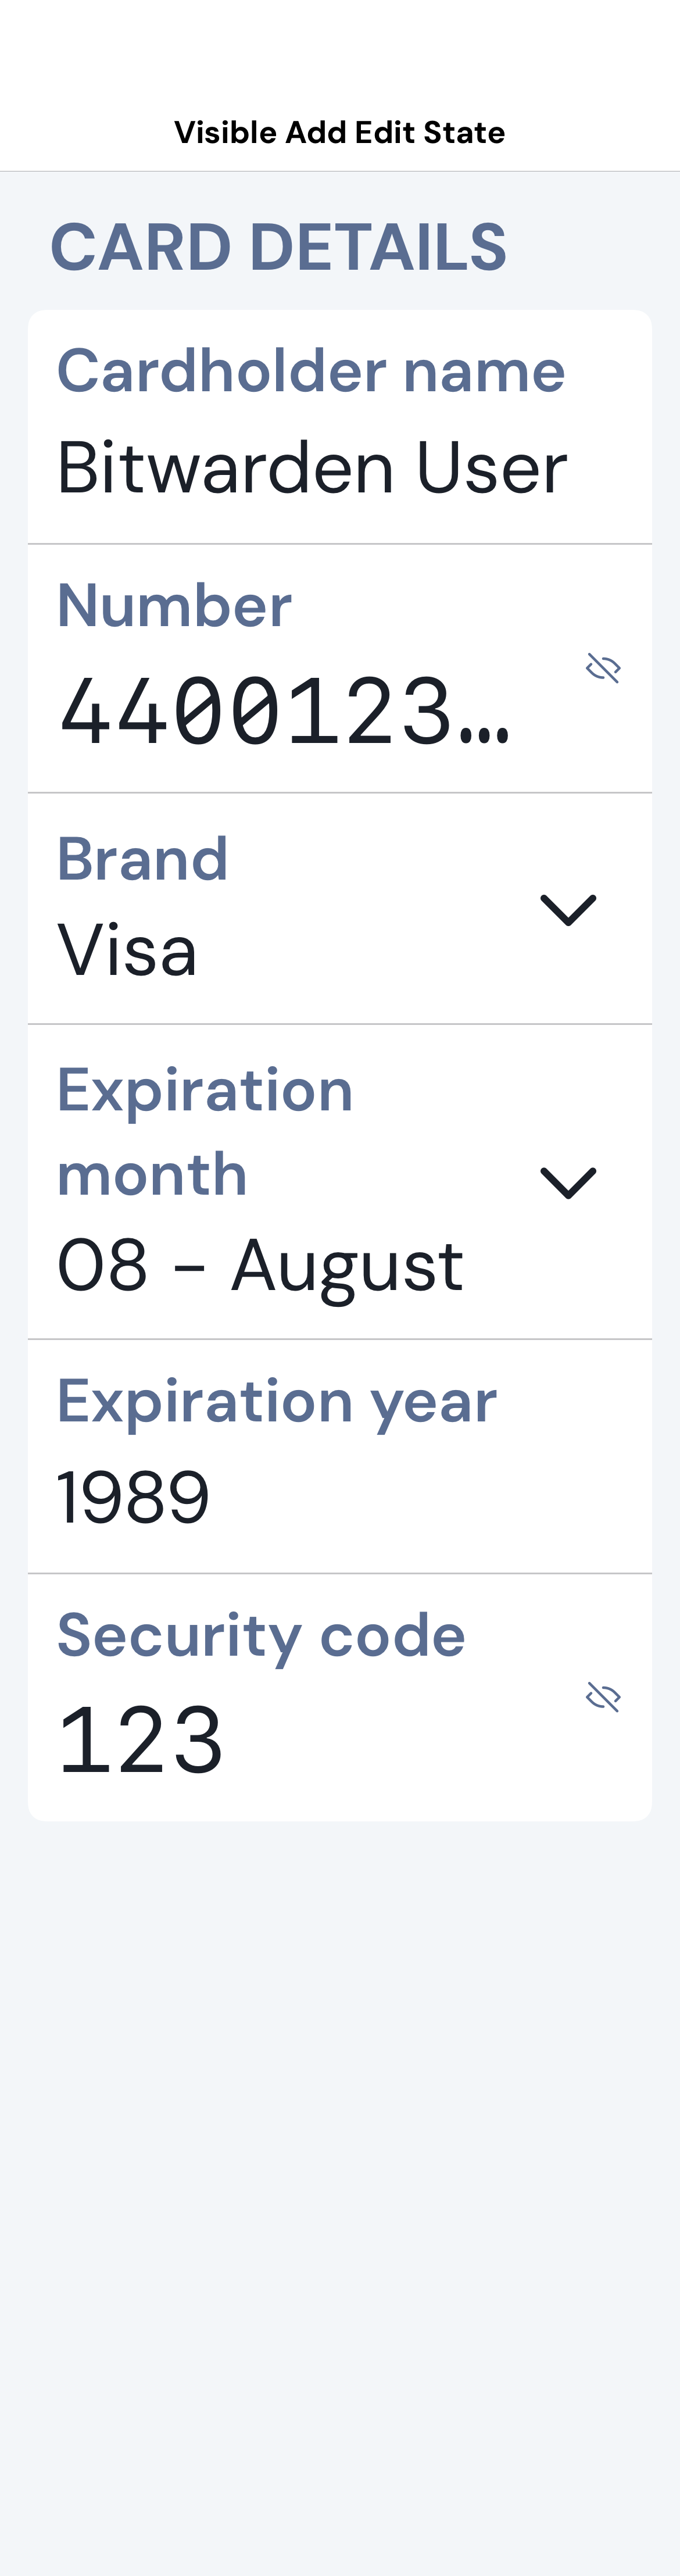 Visible Add Edit State
CARD DETAILS
Cardholder name
Bitwarden User
Number
4400123…
Brand
Visa
Expiration
month
08 - August
Expiration year
1989
Security code
123